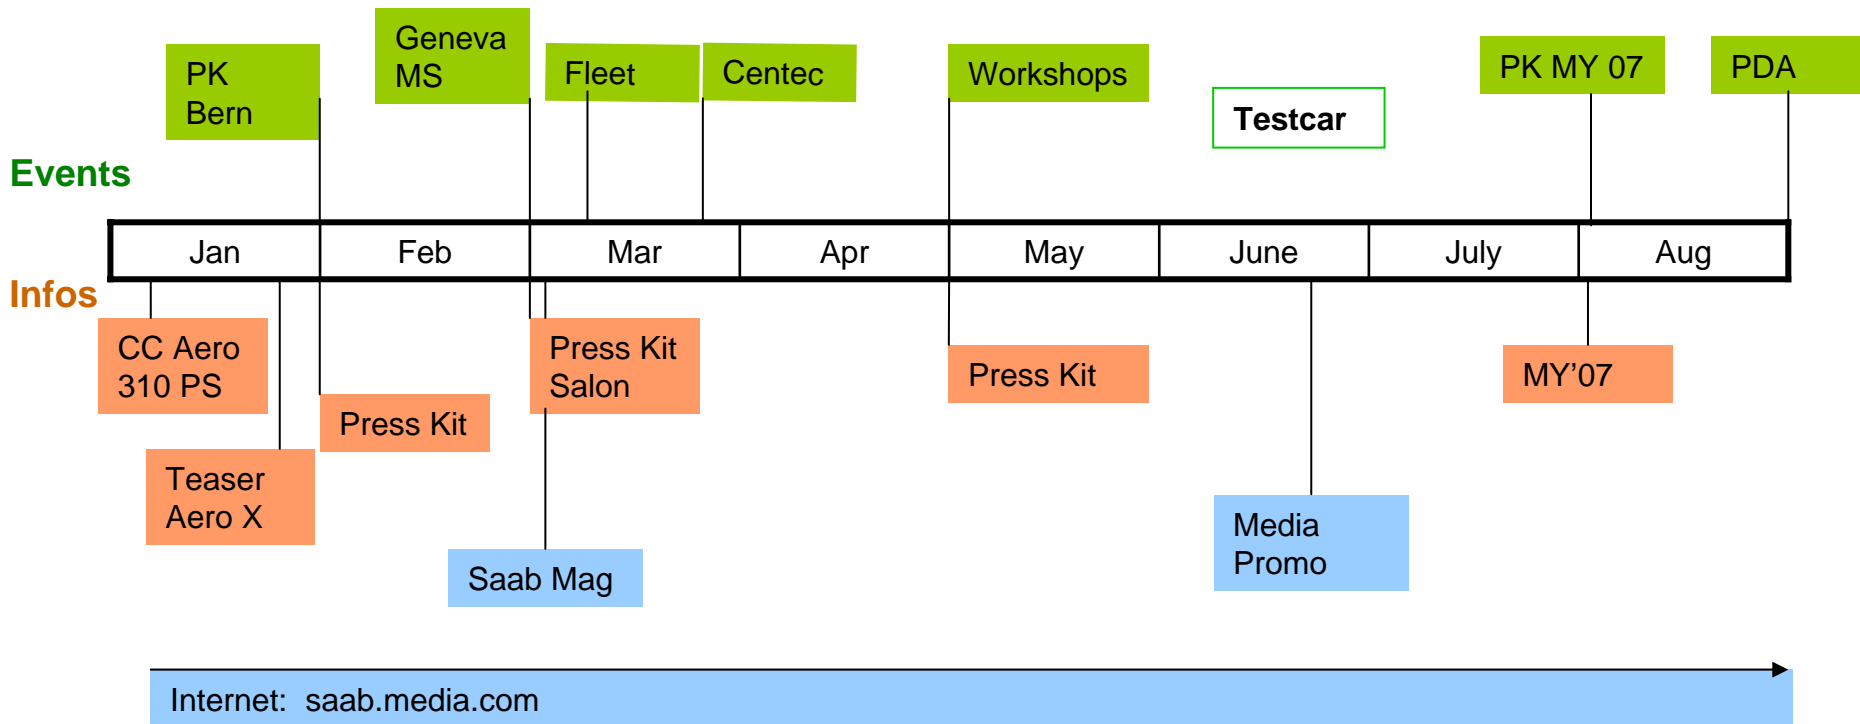 PK
Bern
Geneva
MS
Fleet
Centec
Workshops
Testcar
PK MY 07
PDA
Events
Jan
Feb
Mar
Apr
May
June
July
Aug
Infos
CC Aero
310 PS
Teaser
Aero X
Press Kit
Press Kit
Salon
Saab Mag
Press Kit
Media
Promo
MY’07
Internet:  saab.media.com